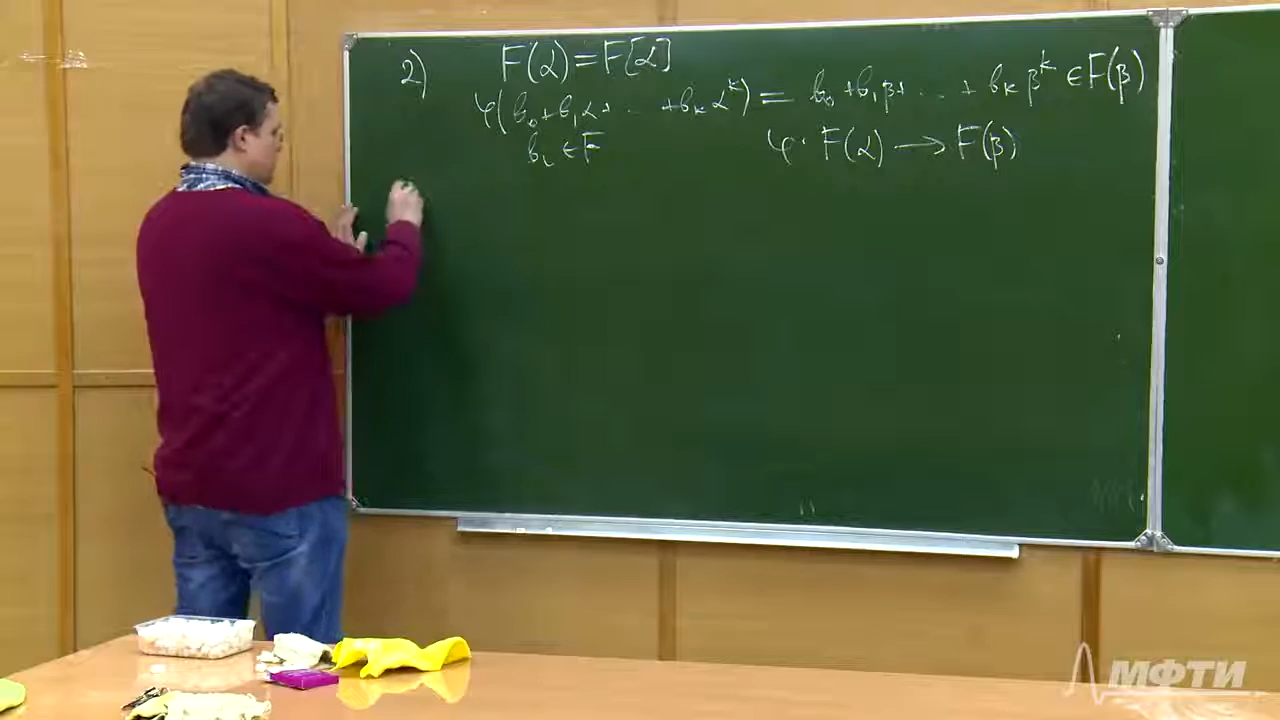 2) F(α) = F[α]
φ(b₀ + b₁α + ... + bₖαᵏ) = b₀ + b₁β + ... + bₖβᵏ ∈ F(β)
bᵢ ∈ F φ: F(α) → F(β)
МФТИ